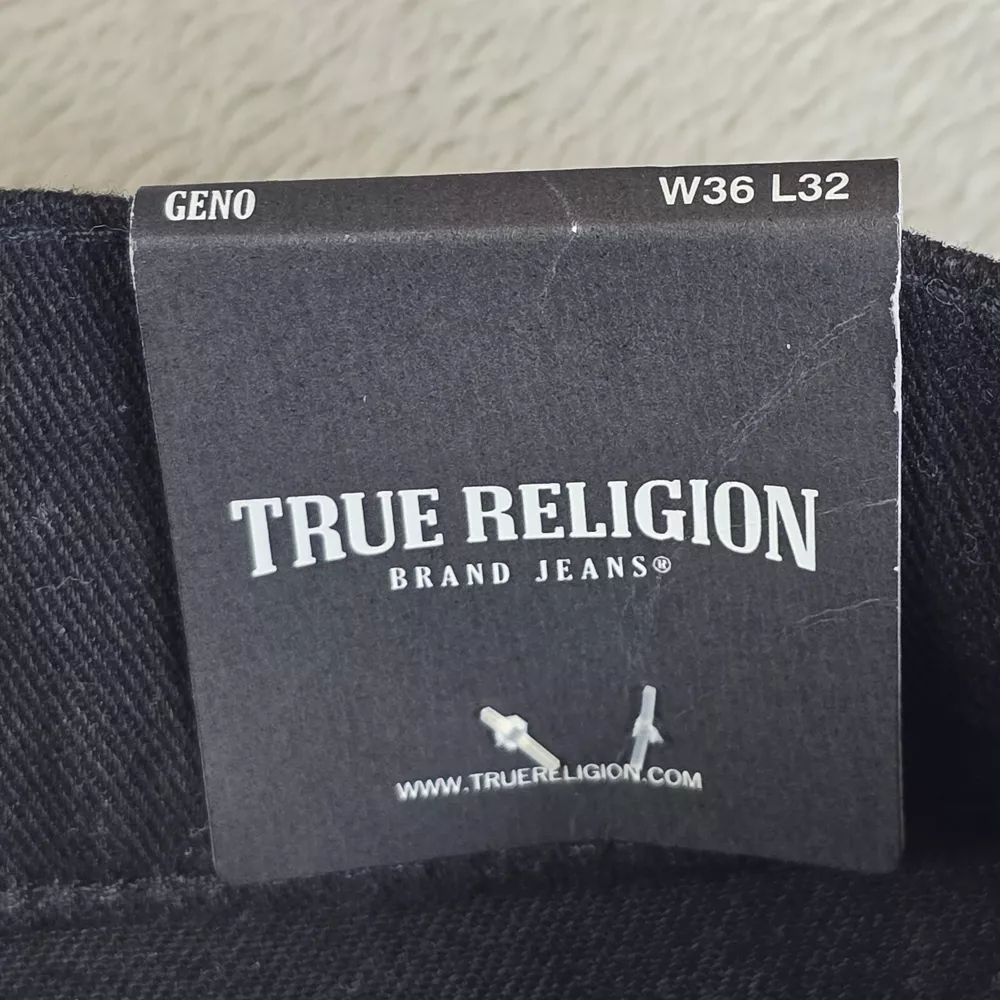 GENO W36 L32
TRUE RELIGION
BRAND JEANS®
WWW.TRUERELIGION.COM